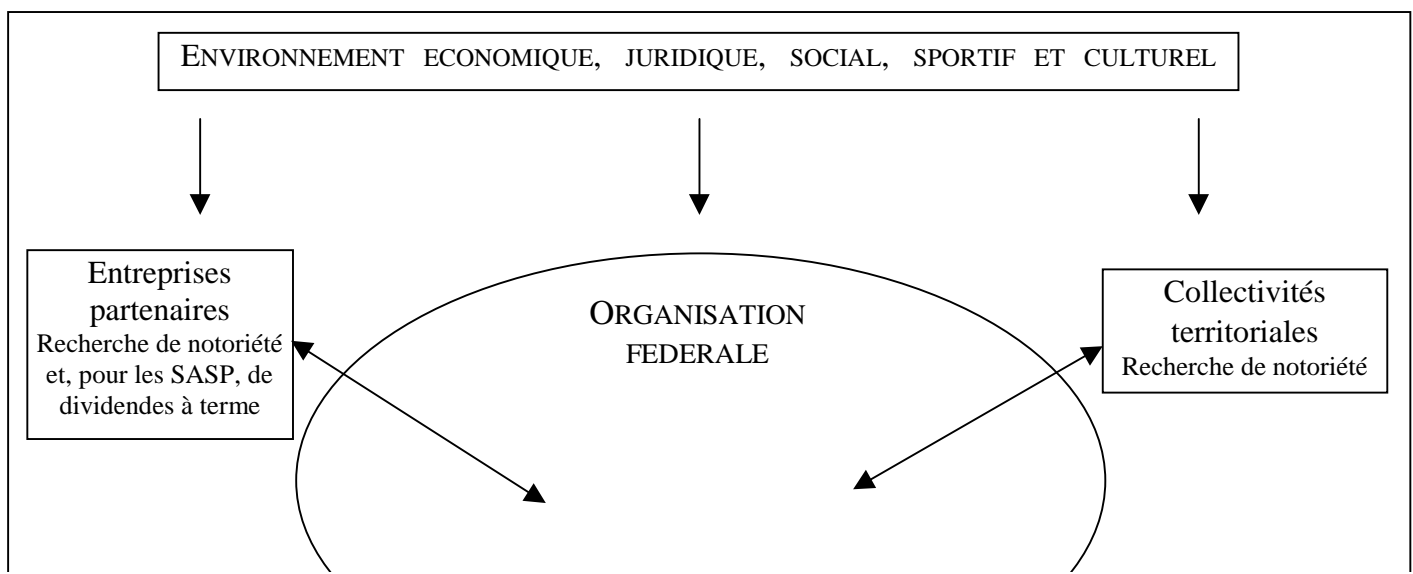 ENVIRONNEMENT ECONOMIQUE, JURIDIQUE, SOCIAL, SPORTIF ET CULTUREL
Entreprises
partenaires
Recherche de notoriété
et, pour les SASP, de
dividendes à terme
ORGANISATION
FEDERALE
Collectivités
territoriales
Recherche de notoriété